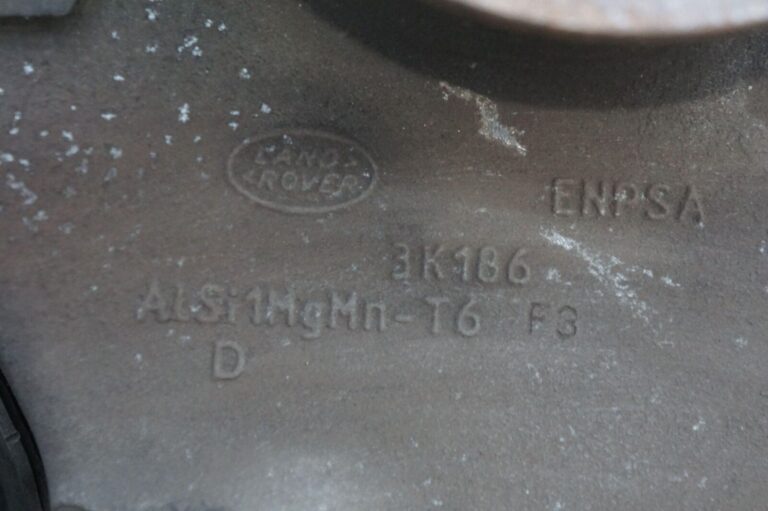 LAND-
-ROVER
ENPSA
3K186
AlSi1MgMn-T6 F3
D